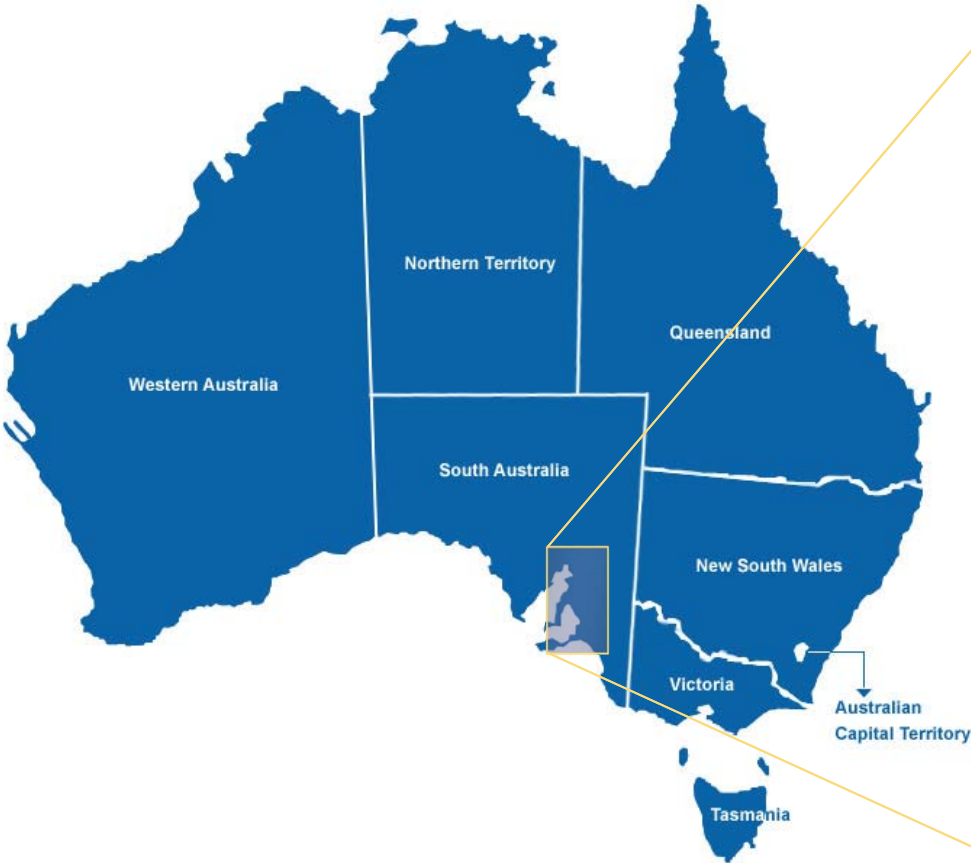 Northern Territory
Queensland
Western Australia
South Australia
New South Wales
Victoria
Australian
Capital Territory
Tasmania